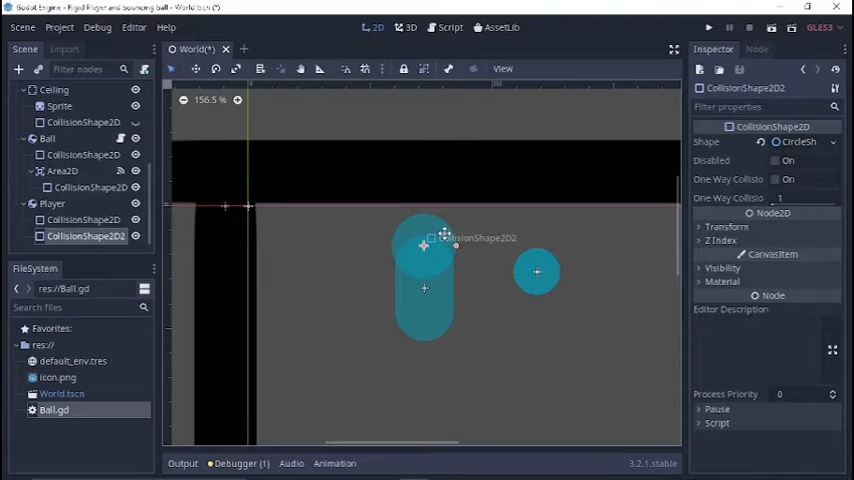 Godot Engine - Rigid Player and bouncing ball - World.tscn (*)
Scene Project Debug Editor Help
2D 3D Script AssetLib
GLES3
Scene Import
World(*)
Inspector Node
Filter nodes
View
CollisionShape2D2
Filter properties
156.5 %
Ceiling
Sprite
CollisionShape2D
Ball
CollisionShape2D
Area2D
CollisionShape2D
Player
CollisionShape2D
CollisionShape2D2
CollisionShape2D2
CollisionShape2D
Shape CircleSh
Disabled On
One Way Collisio On
One Way Collisio 1
Node2D
Transform
Z Index
CanvasItem
Visibility
Material
Node
Editor Description
Process Priority 0
Pause
Script
FileSystem
res://Ball.gd
Search files
Favorites:
res://
default_env.tres
icon.png
World.tscn
Ball.gd
Output Debugger (1) Audio Animation
3.2.1.stable